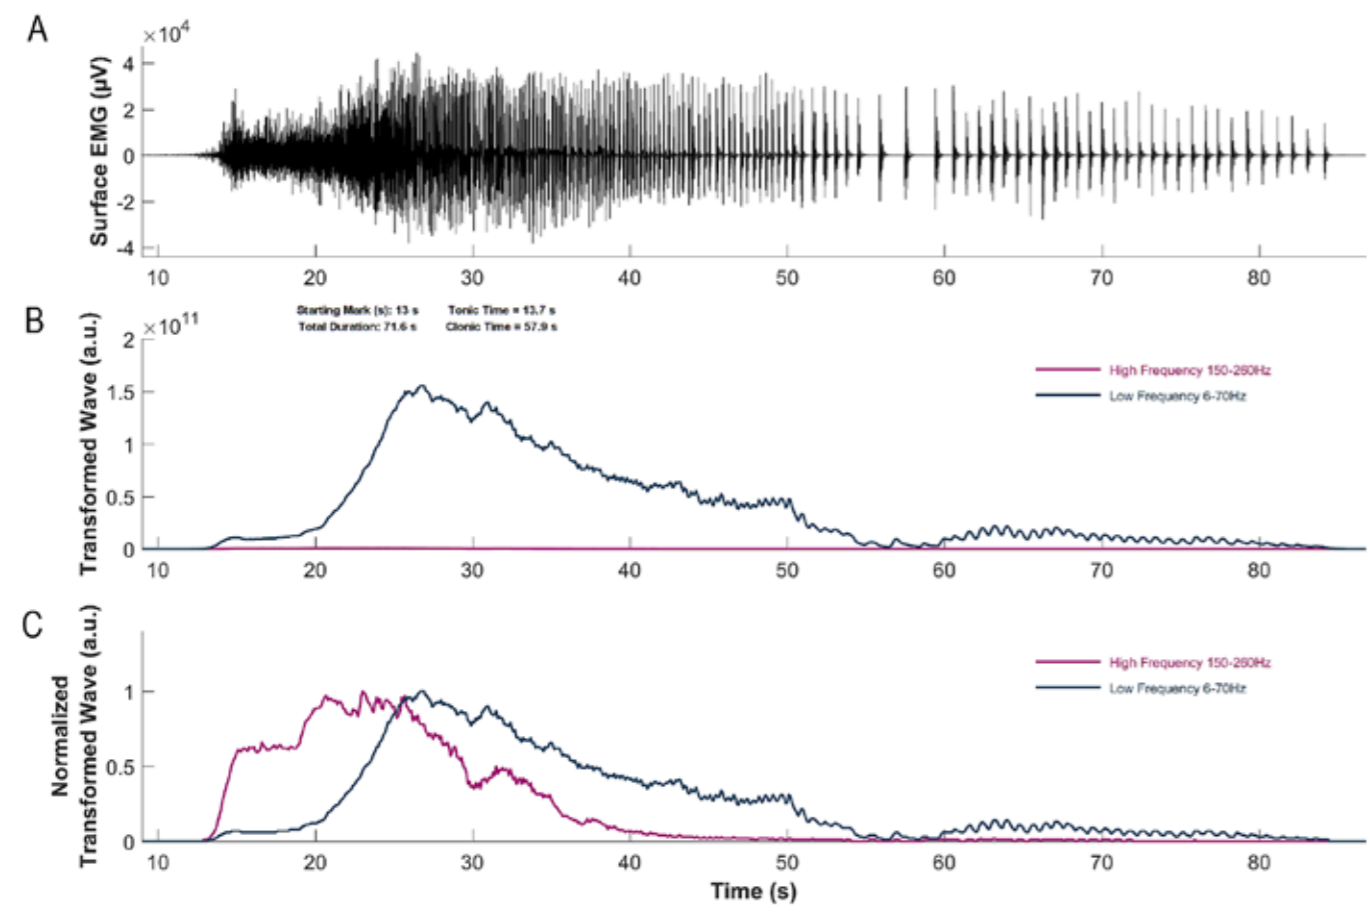 A
×10⁴
Surface EMG (µV)
4
2
0
-2
-4
10 20 30 40 50 60 70 80
B
Starting Mark (s): 13 s Tonic Time = 13.7 s
Total Duration: 71.6 s Clonic Time = 57.9 s
×10¹¹
Transformed Wave (a.u.)
2
1.5
1
0.5
0
High Frequency 150-260Hz
Low Frequency 6-70Hz
10 20 30 40 50 60 70 80
C
Normalized
Transformed Wave (a.u.)
1
0.5
0
High Frequency 150-260Hz
Low Frequency 6-70Hz
10 20 30 40 50 60 70 80
Time (s)